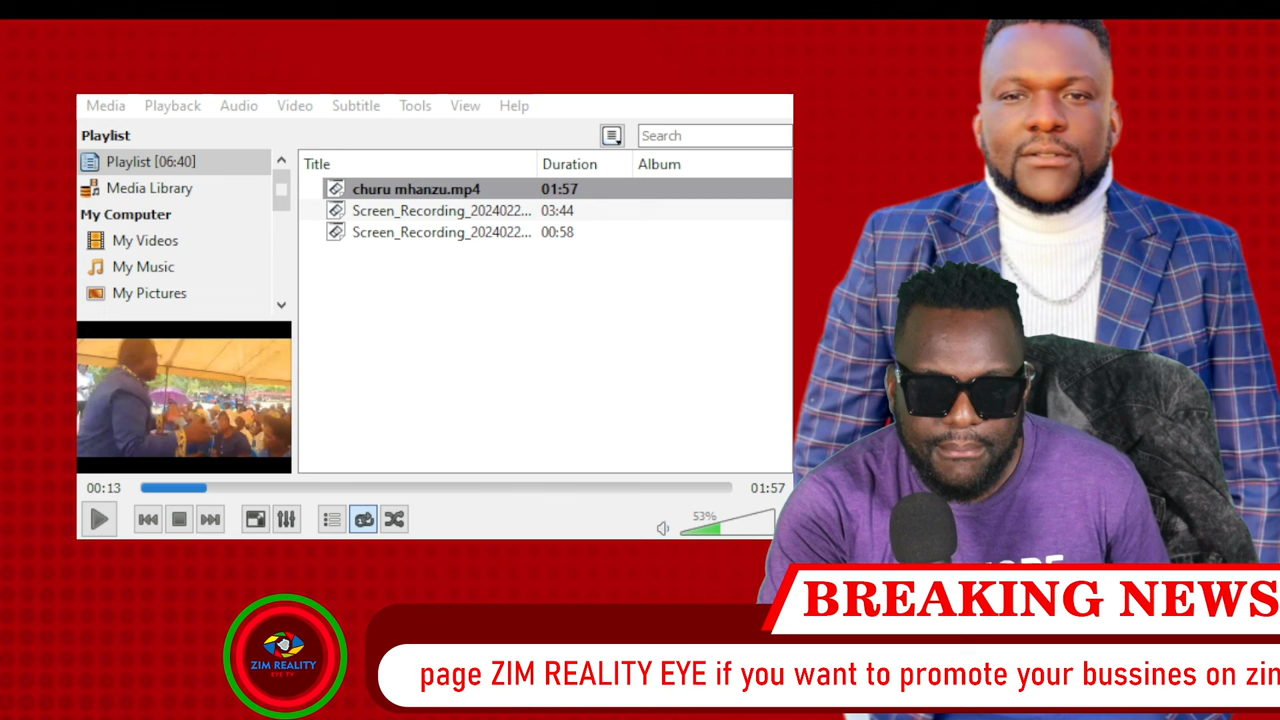 Media Playback Audio Video Subtitle Tools View Help
Playlist
Search
Playlist [06:40]
Media Library
My Computer
My Videos
My Music
My Pictures
Title Duration Album
churu mhanzu.mp4 01:57
Screen_Recording_2024022... 03:44
Screen_Recording_2024022... 00:58
00:13
01:57
53%
BREAKING NEWS
ZIM REALITY
EYE TV
page ZIM REALITY EYE if you want to promote your bussines on zin